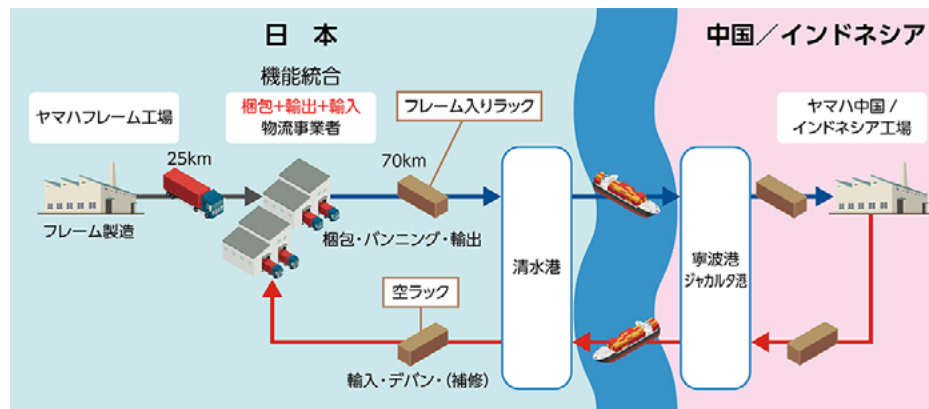 日 本
中国／インドネシア
機能統合
ヤマハフレーム工場
梱包+輸出+輸入
物流事業者
フレーム入りラック
ヤマハ中国/
インドネシア工場
25km
70km
フレーム製造
梱包・バンニング・輸出
清水港
寧波港
ジャカルタ港
空ラック
輸入・デバン・(補修)